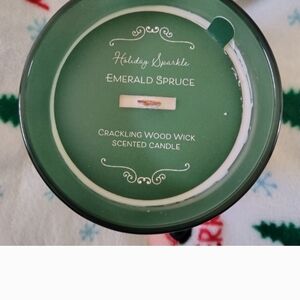 Holiday Sparkle
EMERALD SPRUCE
CRACKLING WOOD WICK
SCENTED CANDLE